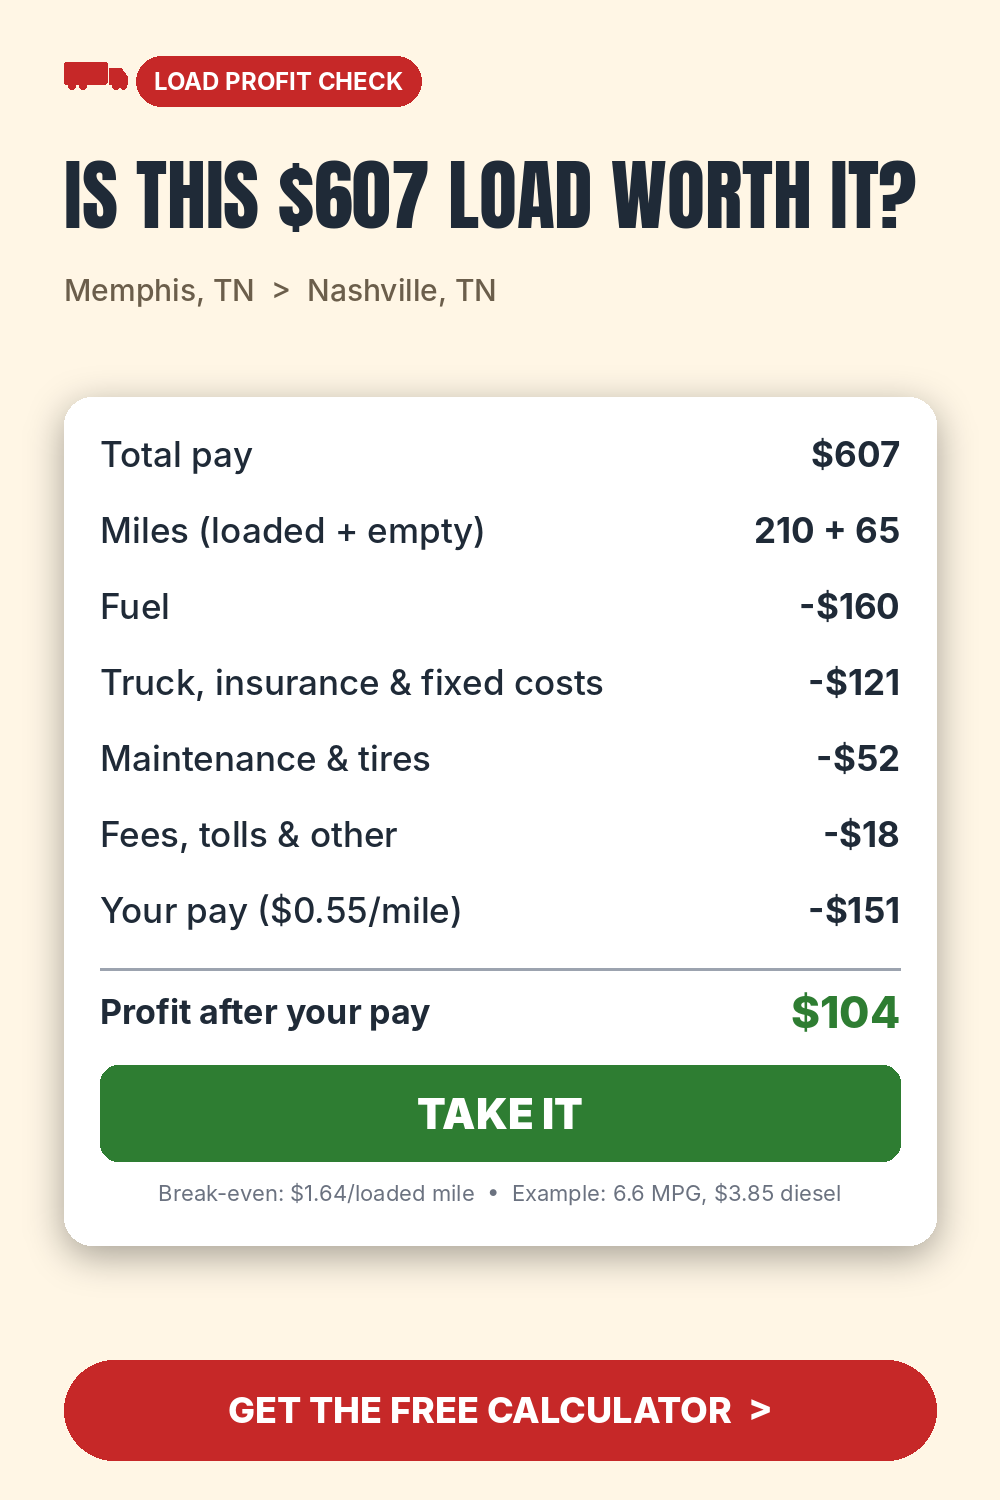 LOAD PROFIT CHECK
IS THIS $607 LOAD WORTH IT?
Memphis, TN > Nashville, TN
Total pay $607
Miles (loaded + empty) 210 + 65
Fuel -$160
Truck, insurance & fixed costs -$121
Maintenance & tires -$52
Fees, tolls & other -$18
Your pay ($0.55/mile) -$151
Profit after your pay $104
TAKE IT
Break-even: $1.64/loaded mile • Example: 6.6 MPG, $3.85 diesel
GET THE FREE CALCULATOR >